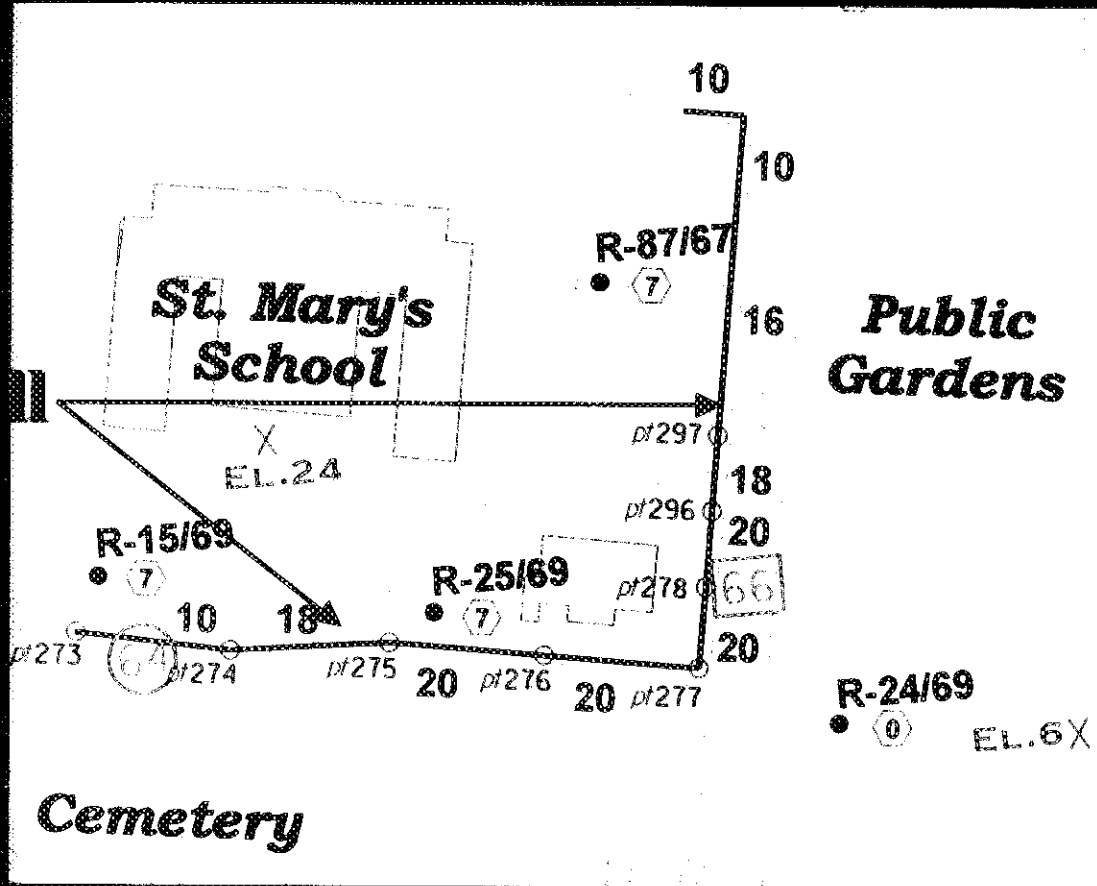 10
10
R-87/67
7
St. Mary's
School
16
Public
Gardens
ll
pt297
X
EL.24
18
pt296
20
R-15/69
7
R-25/69
7
pt278
66
10
18
pt273
64
pt274
pt275
20
pt276
20
pt277
20
R-24/69
0
EL.6X
Cemetery